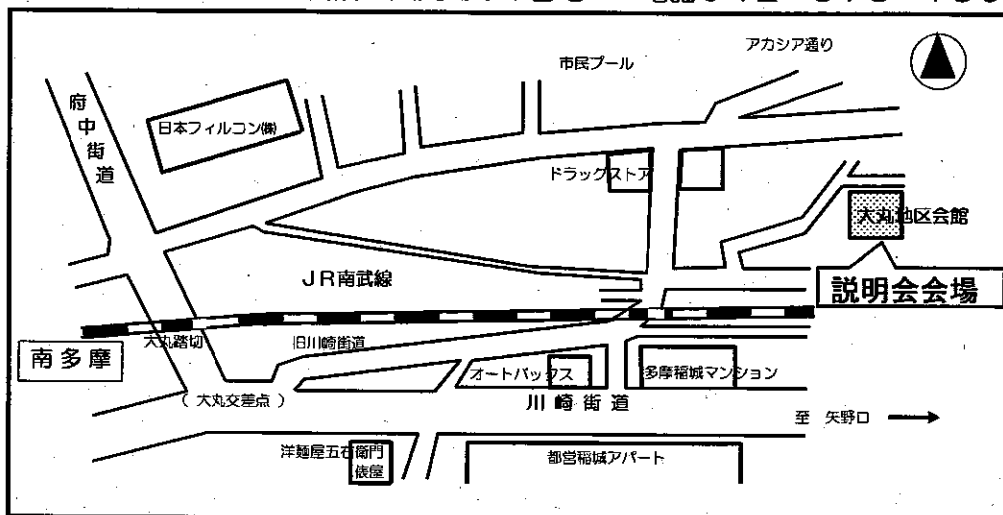 アカシア通り
市民プール
府中街道
日本フィルコン㈱
ドラッグストア
大丸地区会館
JR南武線
説明会会場
大丸踏切
旧川崎街道
南多摩
オートバックス
多摩稲城マンション
(大丸交差点)
川崎街道
至 矢野口
洋麺屋五右衛門
俵屋
都営稲城アパート